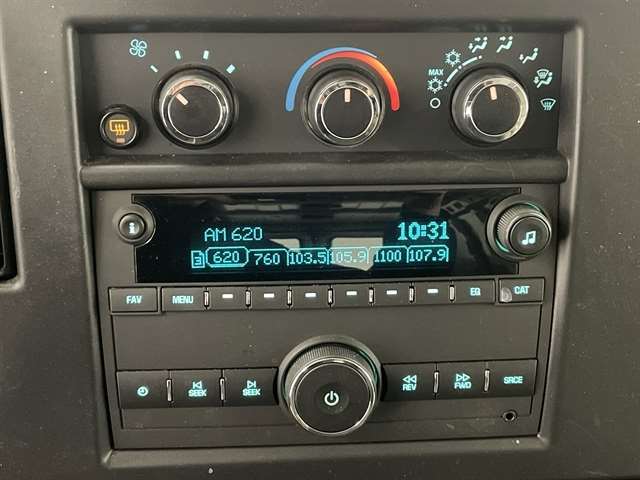 MAX
AM 620 10:31
620 760 103.5 105.9 1100 107.9
FAV MENU EQ CAT
SEEK SEEK REV FWD SRCE